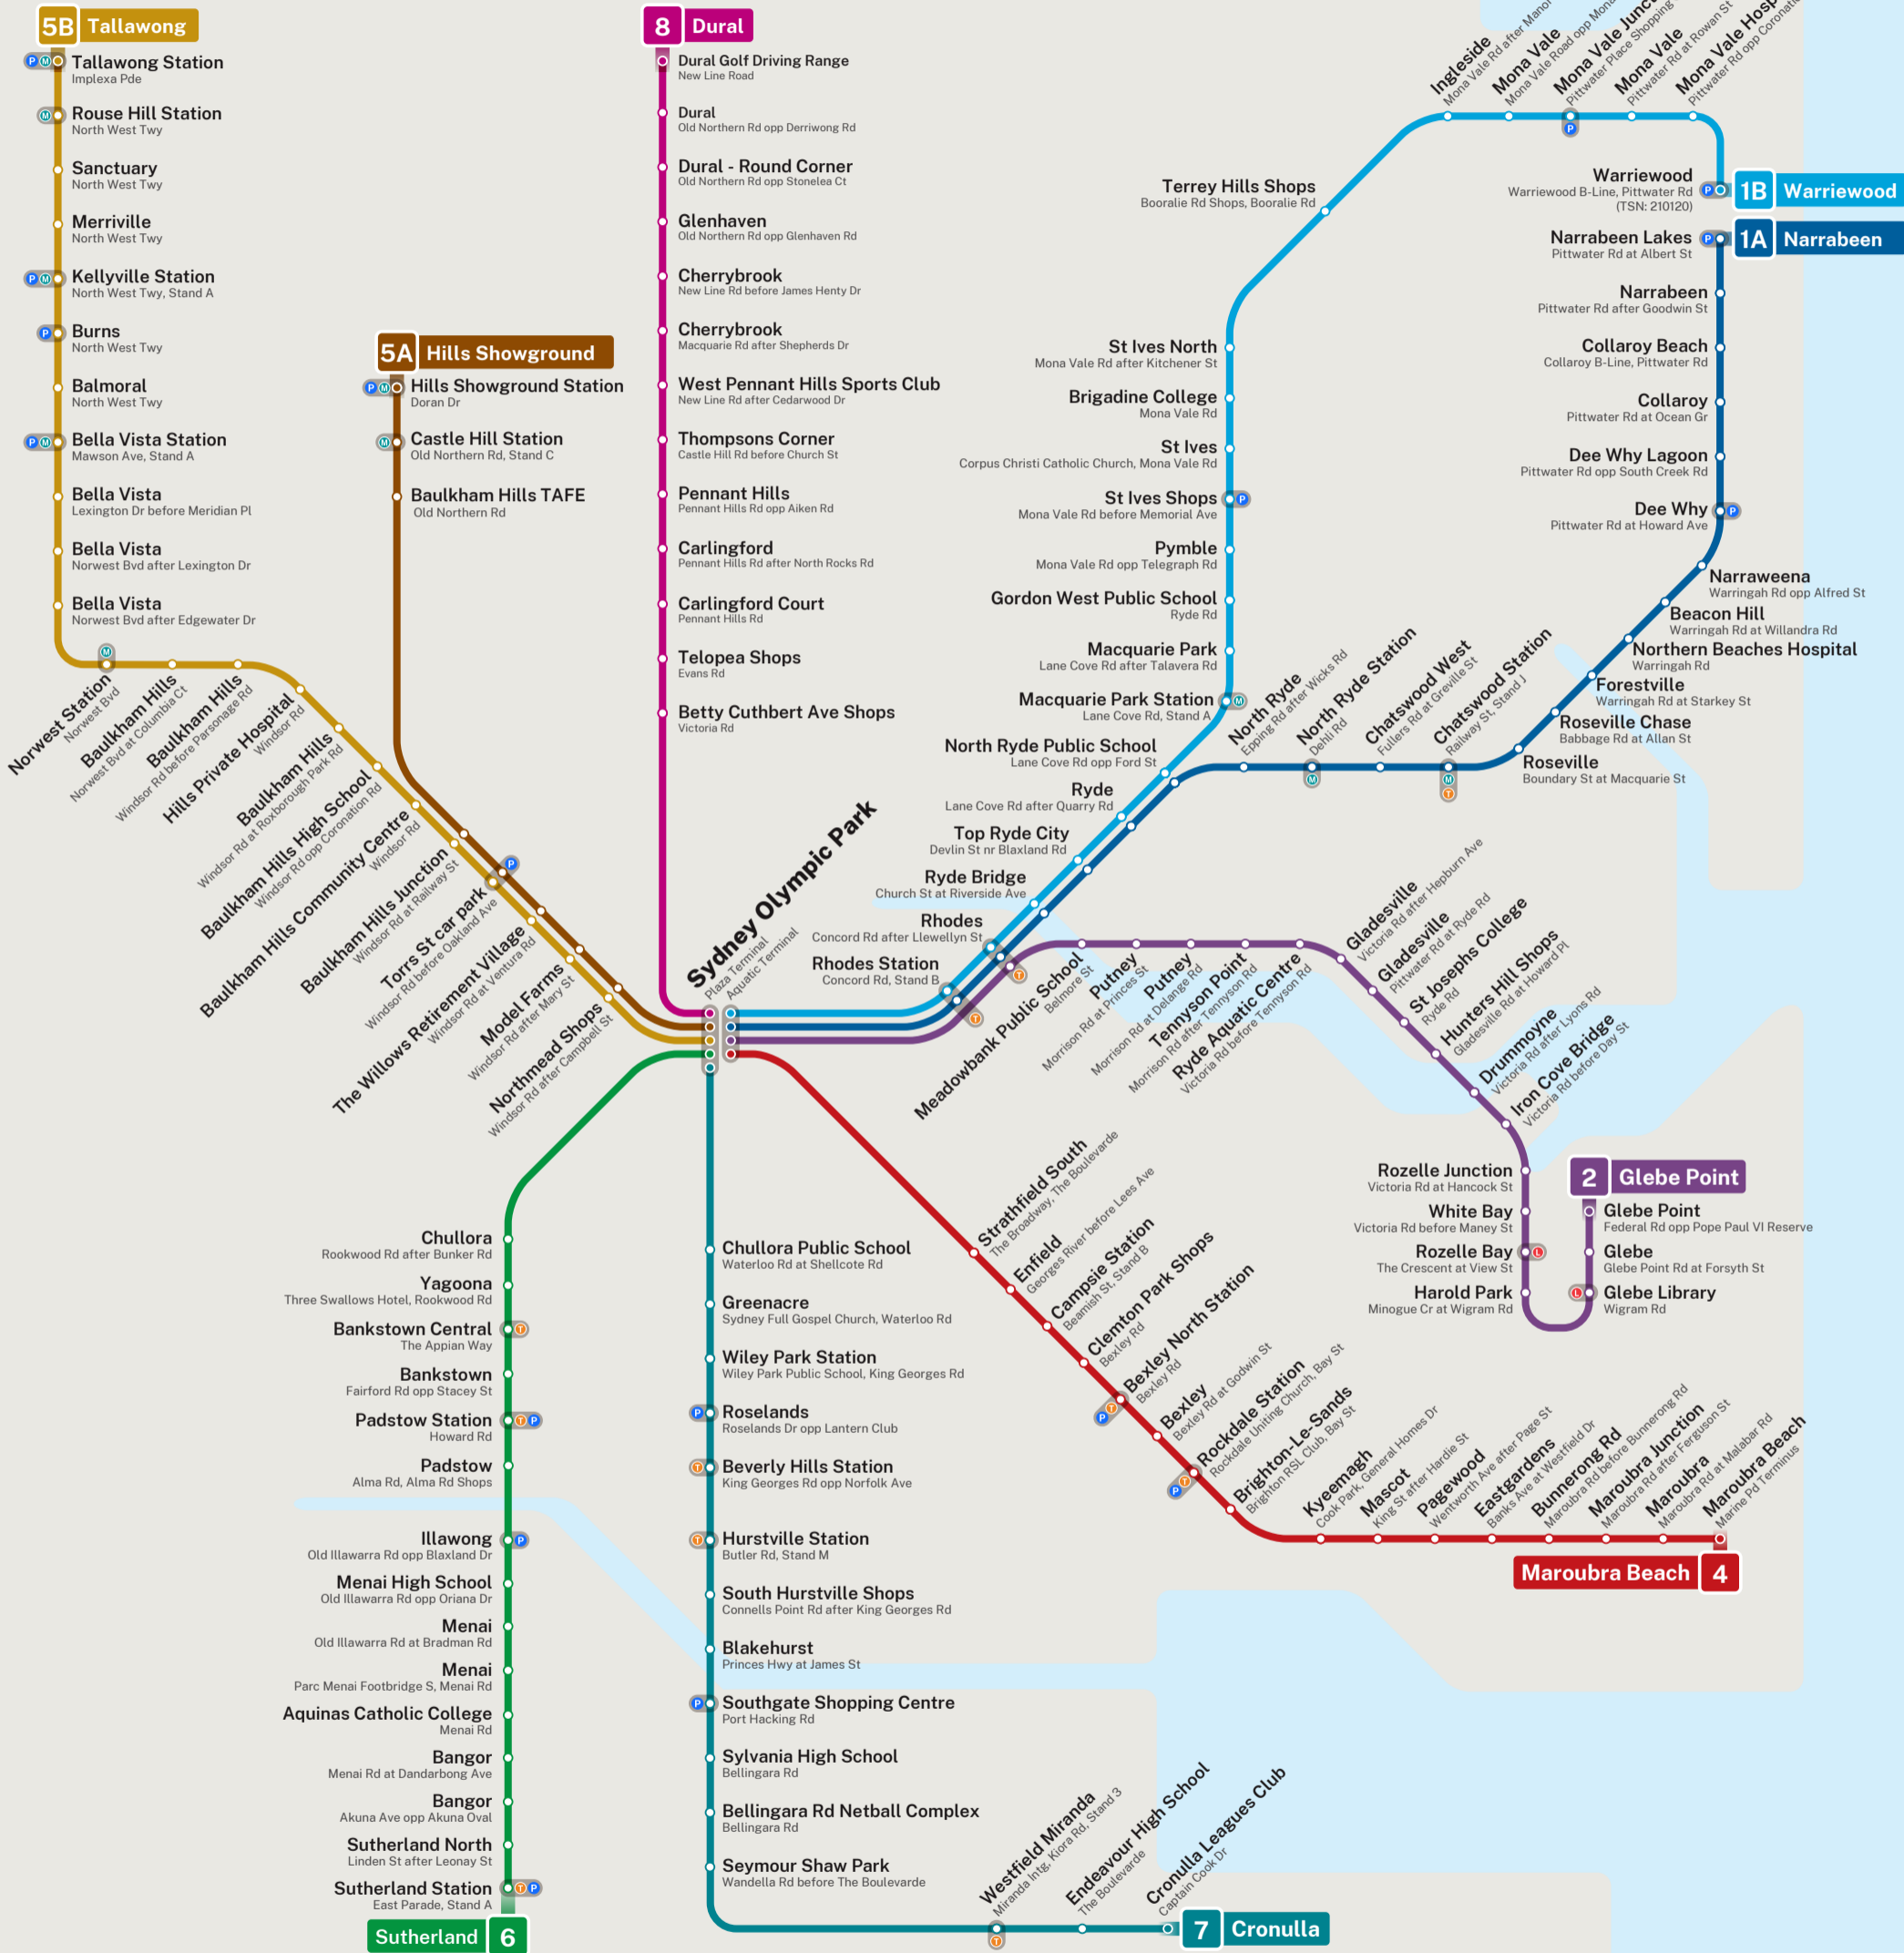 5B Tallawong
P M Tallawong Station
Implexa Pde
M Rouse Hill Station
North West Twy
Sanctuary
North West Twy
Merriville
North West Twy
P M Kellyville Station
North West Twy, Stand A
P Burns
North West Twy
Balmoral
North West Twy
P M Bella Vista Station
Mawson Ave, Stand A
Bella Vista
Lexington Dr before Meridian Pl
Bella Vista
Norwest Bvd after Lexington Dr
Bella Vista
Norwest Bvd after Edgewater Dr
M
Norwest Station
Norwest Bvd
Baulkham Hills
Norwest Bvd at Columbia Ct
Baulkham Hills
Windsor Rd before Parsonage Rd
Hills Private Hospital
Windsor Rd
Baulkham Hills
Windsor Rd at Roxborough Park Rd
Baulkham Hills High School
Windsor Rd opp Coronation Rd
Baulkham Hills Community Centre
Windsor Rd
Baulkham Hills Junction
Windsor Rd at Railway St
P
Torrs St car park
Windsor Rd before Oakland Ave
The Willows Retirement Village
Windsor Rd at Ventura Rd
Model Farms
Windsor Rd after Mary St
Northmead Shops
Windsor Rd after Campbell St
5A Hills Showground
P M Hills Showground Station
Doran Dr
M Castle Hill Station
Old Northern Rd, Stand C
Baulkham Hills TAFE
Old Northern Rd
8 Dural
Dural Golf Driving Range
New Line Road
Dural
Old Northern Rd opp Derriwong Rd
Dural - Round Corner
Old Northern Rd opp Stonelea Ct
Glenhaven
Old Northern Rd opp Glenhaven Rd
Cherrybrook
New Line Rd before James Henty Dr
Cherrybrook
Macquarie Rd after Shepherds Dr
West Pennant Hills Sports Club
New Line Rd after Cedarwood Dr
Thompsons Corner
Castle Hill Rd before Church St
Pennant Hills
Pennant Hills Rd opp Aiken Rd
Carlingford
Pennant Hills Rd after North Rocks Rd
Carlingford Court
Pennant Hills Rd
Telopea Shops
Evans Rd
Betty Cuthbert Ave Shops
Victoria Rd
Sydney Olympic Park
Plaza Terminal
Aquatic Terminal
Ingleside
Mona Vale Rd after Manor
Mona Vale
Mona Vale Road opp Mona
Mona Vale Junct
Pittwater Place Shopping
P
Mona Vale
Pittwater Rd at Rowan St
Mona Vale Hosp
Pittwater Rd opp Coronatio
Warriewood P
Warriewood B-Line, Pittwater Rd
(TSN: 210120)
1B Warriewood
Terrey Hills Shops
Booralie Rd Shops, Booralie Rd
St Ives North
Mona Vale Rd after Kitchener St
Brigadine College
Mona Vale Rd
St Ives
Corpus Christi Catholic Church, Mona Vale Rd
St Ives Shops P
Mona Vale Rd before Memorial Ave
Pymble
Mona Vale Rd opp Telegraph Rd
Gordon West Public School
Ryde Rd
Macquarie Park
Lane Cove Rd after Talavera Rd
Macquarie Park Station M
Lane Cove Rd, Stand A
North Ryde Public School
Lane Cove Rd opp Ford St
Ryde
Lane Cove Rd after Quarry Rd
Top Ryde City
Devlin St nr Blaxland Rd
Ryde Bridge
Church St at Riverside Ave
Rhodes
Concord Rd after Llewellyn St
T
Rhodes Station
Concord Rd, Stand B
T
1A Narrabeen
Narrabeen Lakes P
Pittwater Rd at Albert St
Narrabeen
Pittwater Rd after Goodwin St
Collaroy Beach
Collaroy B-Line, Pittwater Rd
Collaroy
Pittwater Rd at Ocean Gr
Dee Why Lagoon
Pittwater Rd opp South Creek Rd
Dee Why P
Pittwater Rd at Howard Ave
Narraweena
Warringah Rd opp Alfred St
Beacon Hill
Warringah Rd at Willandra Rd
Northern Beaches Hospital
Warringah Rd
Forestville
Warringah Rd at Starkey St
Roseville Chase
Babbage Rd at Allan St
Roseville
Boundary St at Macquarie St
Chatswood Station
Railway St, Stand J
M T
Chatswood West
Fullers Rd at Greville St
North Ryde Station
Dehli Rd
M
North Ryde
Epping Rd after Wicks Rd
Meadowbank Public School
Belmore St
Putney
Morrison Rd at Princes St
Putney
Morrison Rd at Delange Rd
Tennyson Point
Morrison Rd after Tennyson Rd
Ryde Aquatic Centre
Victoria Rd before Tennyson Rd
Gladesville
Victoria Rd after Hepburn Ave
Gladesville
Pittwater Rd at Ryde Rd
St Josephs College
Ryde Rd
Hunters Hill Shops
Gladesville Rd at Howard Pl
Drummoyne
Victoria Rd after Lyons Rd
Iron Cove Bridge
Victoria Rd before Day St
Rozelle Junction
Victoria Rd at Hancock St
White Bay
Victoria Rd before Maney St
Rozelle Bay L
The Crescent at View St
Harold Park
Minogue Cr at Wigram Rd
2 Glebe Point
Glebe Point
Federal Rd opp Pope Paul VI Reserve
Glebe
Glebe Point Rd at Forsyth St
L Glebe Library
Wigram Rd
Strathfield South
The Broadway, The Boulevarde
Enfield
Georges River before Lees Ave
Campsie Station
Beamish St, Stand B
Clemton Park Shops
Bexley Rd
Bexley North Station
Bexley Rd
P T
Bexley
Bexley Rd at Godwin St
Rockdale Station
Rockdale Uniting Church, Bay St
P T
Brighton-Le-Sands
Brighton RSL Club, Bay St
Kyeemagh
Cook Park, General Homes Dr
Mascot
King St after Hardie St
Pagewood
Wentworth Ave after Page St
Eastgardens
Banks Ave at Westfield Dr
Bunnerong Rd
Maroubra Rd before Bunnerong Rd
Maroubra Junction
Maroubra Rd after Ferguson St
Maroubra
Maroubra Rd at Malabar Rd
Maroubra Beach
Marine Pd Terminus
Maroubra Beach 4
Chullora
Rookwood Rd after Bunker Rd
Yagoona
Three Swallows Hotel, Rookwood Rd
Bankstown Central T
The Appian Way
Bankstown
Fairford Rd opp Stacey St
Padstow Station T P
Howard Rd
Padstow
Alma Rd, Alma Rd Shops
Illawong P
Old Illawarra Rd opp Blaxland Dr
Menai High School
Old Illawarra Rd opp Oriana Dr
Menai
Old Illawarra Rd at Bradman Rd
Menai
Parc Menai Footbridge S, Menai Rd
Aquinas Catholic College
Menai Rd
Bangor
Menai Rd at Dandarbong Ave
Bangor
Akuna Ave opp Akuna Oval
Sutherland North
Linden St after Leonay St
Sutherland Station T P
East Parade, Stand A
Sutherland 6
Chullora Public School
Waterloo Rd at Shellcote Rd
Greenacre
Sydney Full Gospel Church, Waterloo Rd
Wiley Park Station
Wiley Park Public School, King Georges Rd
P Roselands
Roselands Dr opp Lantern Club
T Beverly Hills Station
King Georges Rd opp Norfolk Ave
T Hurstville Station
Butler Rd, Stand M
South Hurstville Shops
Connells Point Rd after King Georges Rd
Blakehurst
Princes Hwy at James St
P Southgate Shopping Centre
Port Hacking Rd
Sylvania High School
Bellingara Rd
Bellingara Rd Netball Complex
Bellingara Rd
Seymour Shaw Park
Wandella Rd before The Boulevarde
Westfield Miranda
Miranda Intg, Kiora Rd, Stand 3
T
Endeavour High School
The Boulevarde
Cronulla Leagues Club
Captain Cook Dr
7 Cronulla